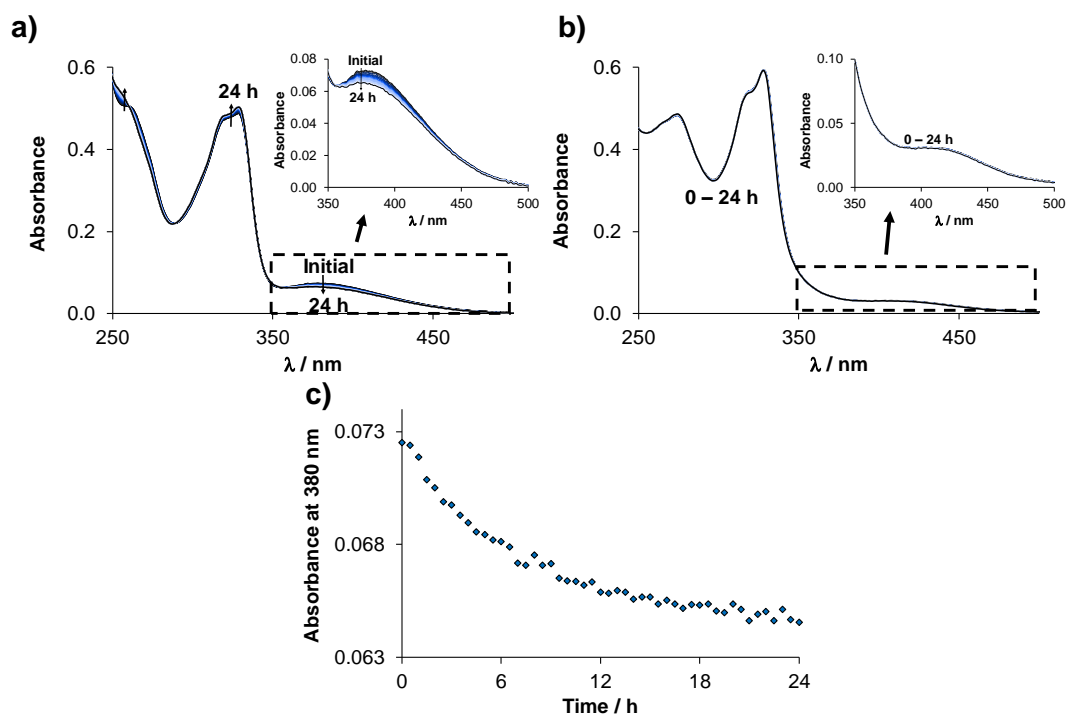 a)
Absorbance
0.6
0.4
0.2
0.0
250
350
450
λ / nm
24 h
Initial
24 h
Absorbance
0.08
0.06
0.04
0.02
0.00
350
400
450
500
λ / nm
Initial
24 h
b)
Absorbance
0.6
0.4
0.2
0.0
250
350
450
λ / nm
0 – 24 h
Absorbance
0.10
0.05
0.00
350
400
450
500
λ / nm
0 – 24 h
c)
Absorbance at 380 nm
0.073
0.068
0.063
0
6
12
18
24
Time / h